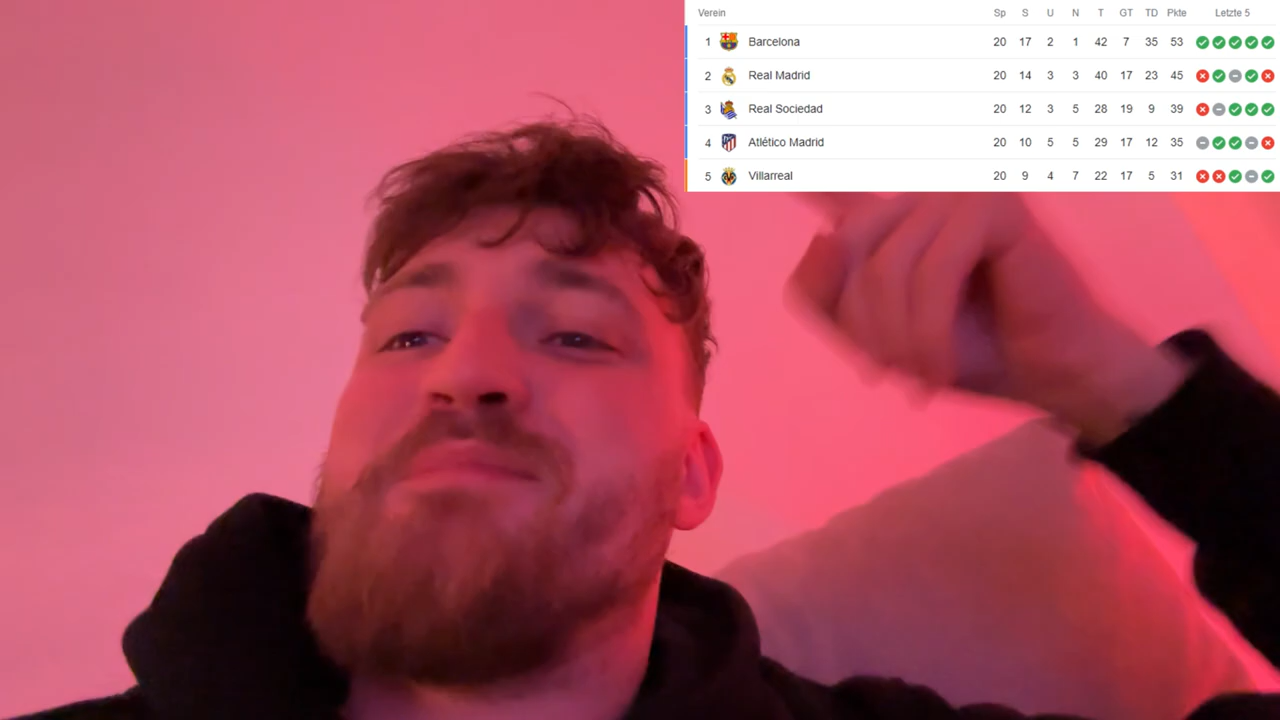 Verein Sp S U N T GT TD Pkte Letzte 5
1 Barcelona 20 17 2 1 42 7 35 53
2 Real Madrid 20 14 3 3 40 17 23 45
3 Real Sociedad 20 12 3 5 28 19 9 39
4 Atlético Madrid 20 10 5 5 29 17 12 35
5 Villarreal 20 9 4 7 22 17 5 31